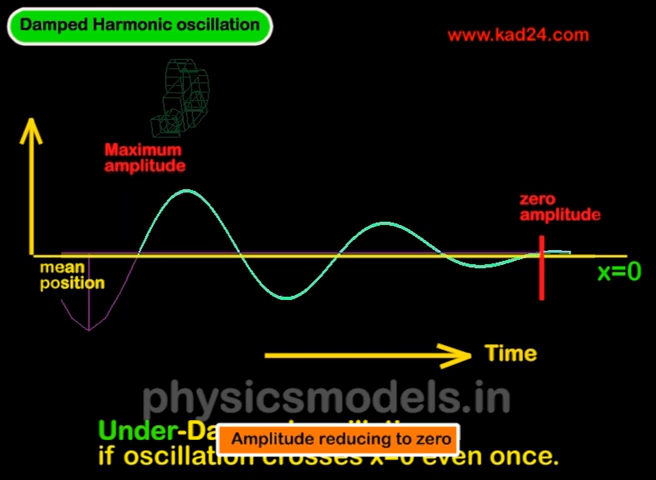 Damped Harmonic oscillation
www.kad24.com
Maximum
amplitude
zero
amplitude
mean
position
x=0
Time
physicsmodels.in
Under-Da
Amplitude reducing to zero
if oscillation crosses x=0 even once.